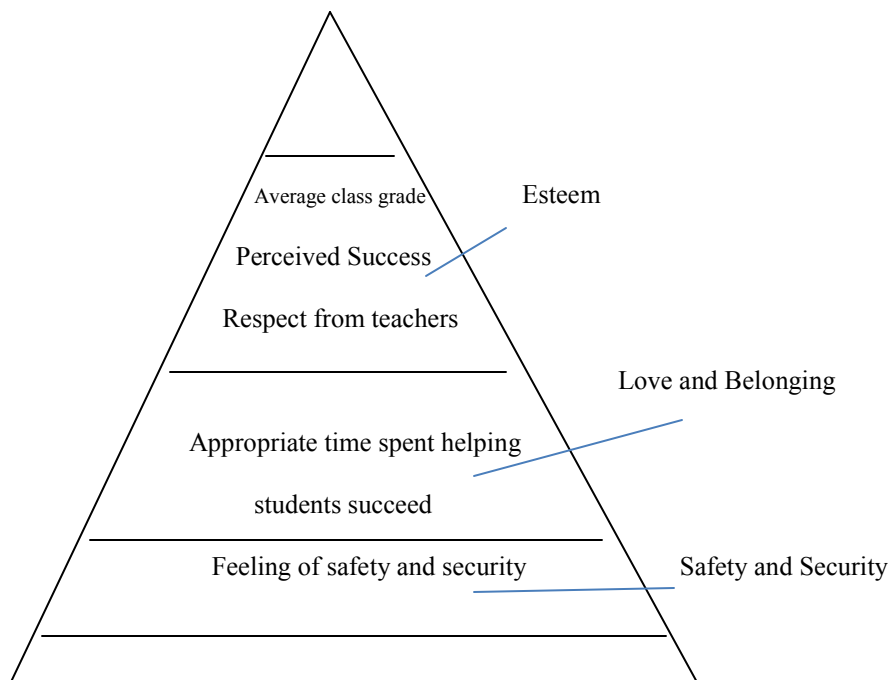 Average class grade
Esteem
Perceived Success
Respect from teachers
Love and Belonging
Appropriate time spent helping
students succeed
Feeling of safety and security
Safety and Security